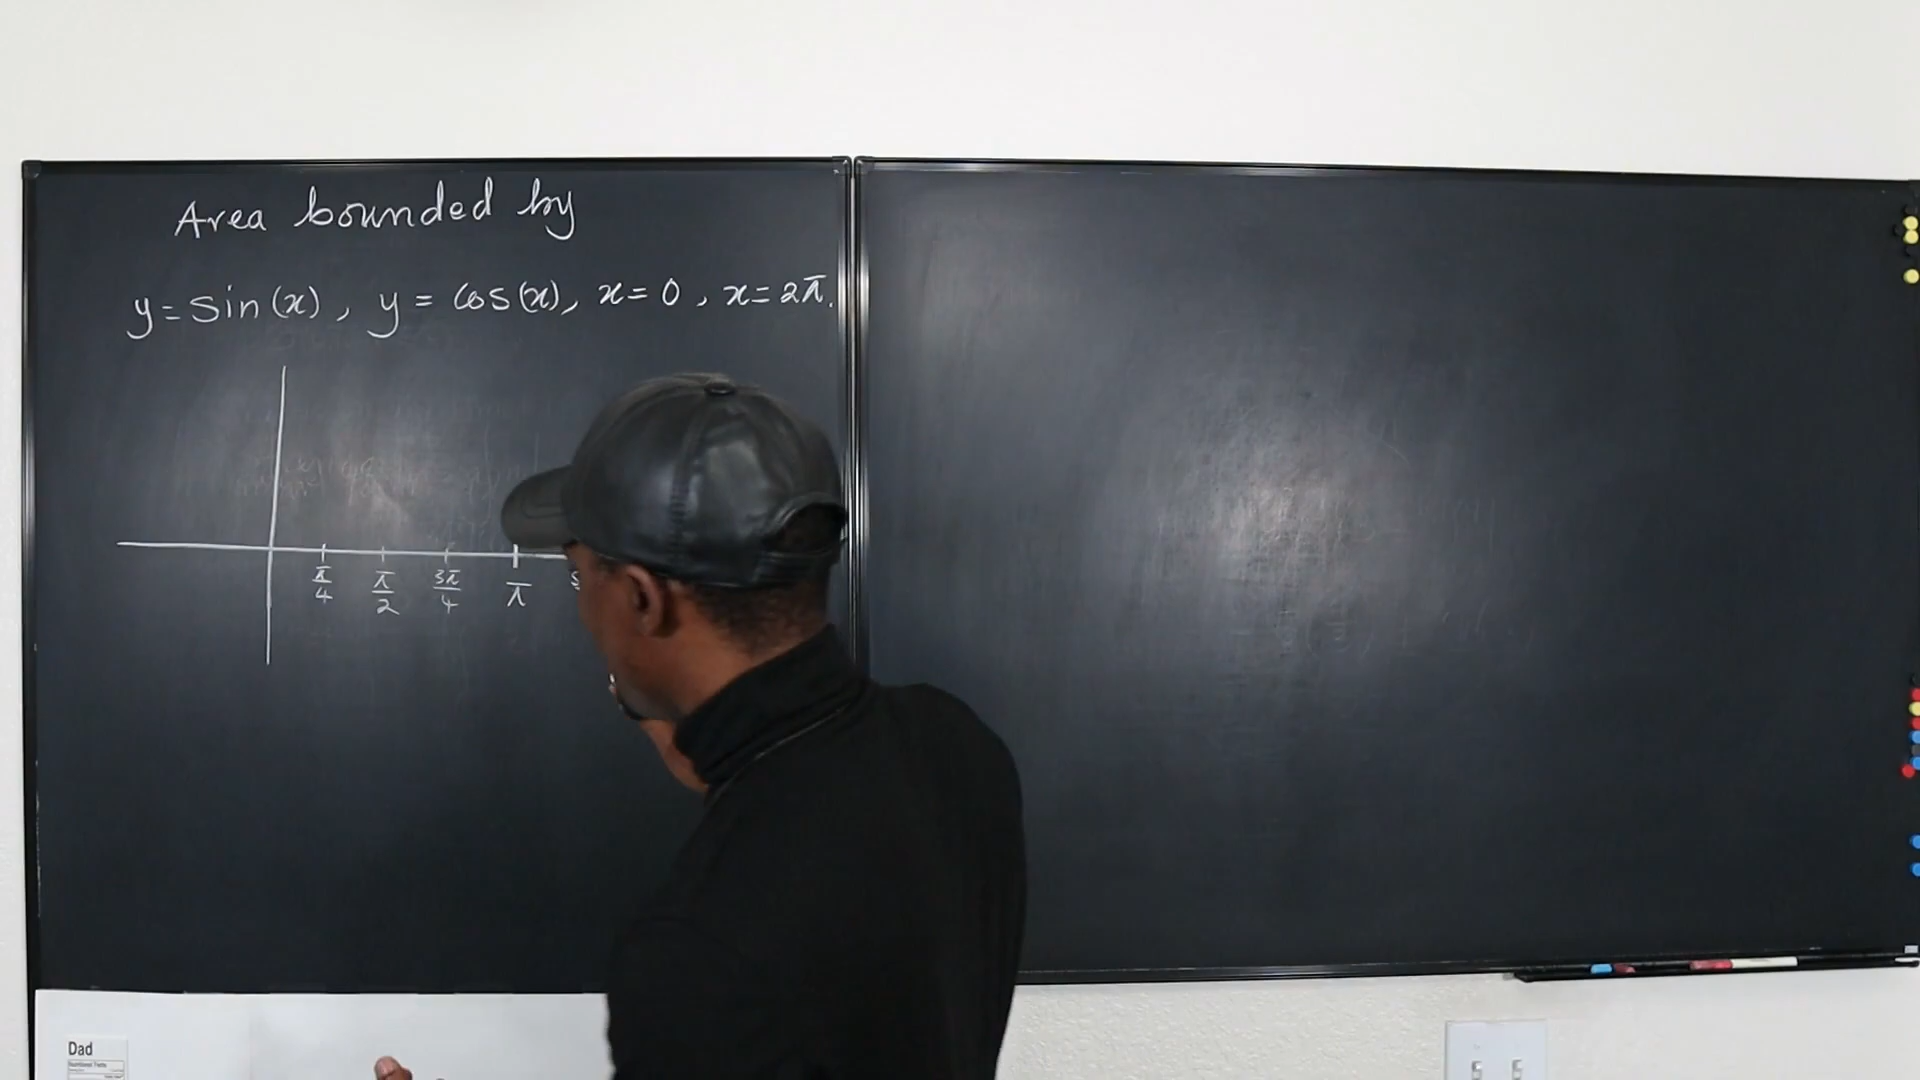 Area bounded by
y = sin(x), y = cos(x), x = 0, x = 2π.
π/4 π/2 3π/4 π
Dad